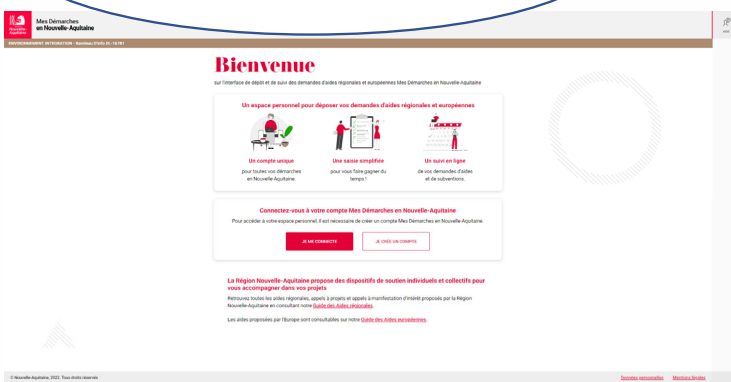 Nouvelle-
Aquitaine
Mes Démarches
en Nouvelle-Aquitaine
Bienvenue
sur l'interface de dépôt et de suivi des demandes d'aides régionales et européennes Mes Démarches en Nouvelle-Aquitaine
Un espace personnel pour déposer vos demandes d'aides régionales et européennes
Un compte unique
pour toutes vos démarches
en Nouvelle-Aquitaine.
Une saisie simplifiée
pour vous faire gagner du
temps !
Un suivi en ligne
de vos demandes d'aides
et de subventions.
Connectez-vous à votre compte Mes Démarches en Nouvelle-Aquitaine
Pour accéder à votre espace personnel, il est nécessaire de créer un compte Mes Démarches en Nouvelle-Aquitaine.
JE ME CONNECTE
JE CRÉE UN COMPTE
La Région Nouvelle-Aquitaine propose des dispositifs de soutien individuels et collectifs pour
vous accompagner dans vos projets
Retrouvez toutes les aides régionales, appels à projets et appels à manifestation d'intérêt proposés par la Région
Nouvelle-Aquitaine en consultant notre Guide des Aides régionales.
Les aides proposées par l'Europe sont consultables sur notre Guide des Aides européennes.
© Nouvelle-Aquitaine, 2022. Tous droits réservés
Données personnelles Mentions légales